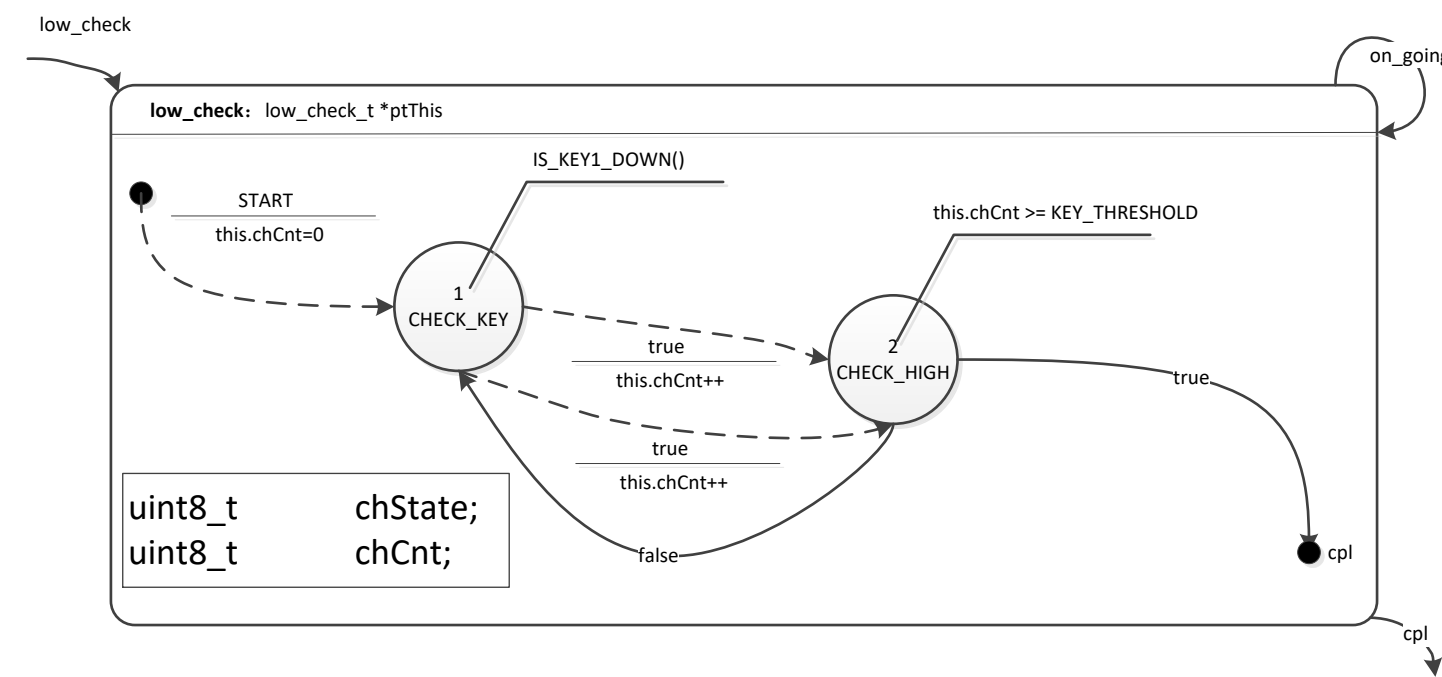 low_check
on_going
low_check： low_check_t *ptThis
IS_KEY1_DOWN()
START
this.chCnt=0
this.chCnt >= KEY_THRESHOLD
1
CHECK_KEY
2
CHECK_HIGH
true
this.chCnt++
true
true
this.chCnt++
uint8_t chState;
uint8_t chCnt;
false
cpl
cpl